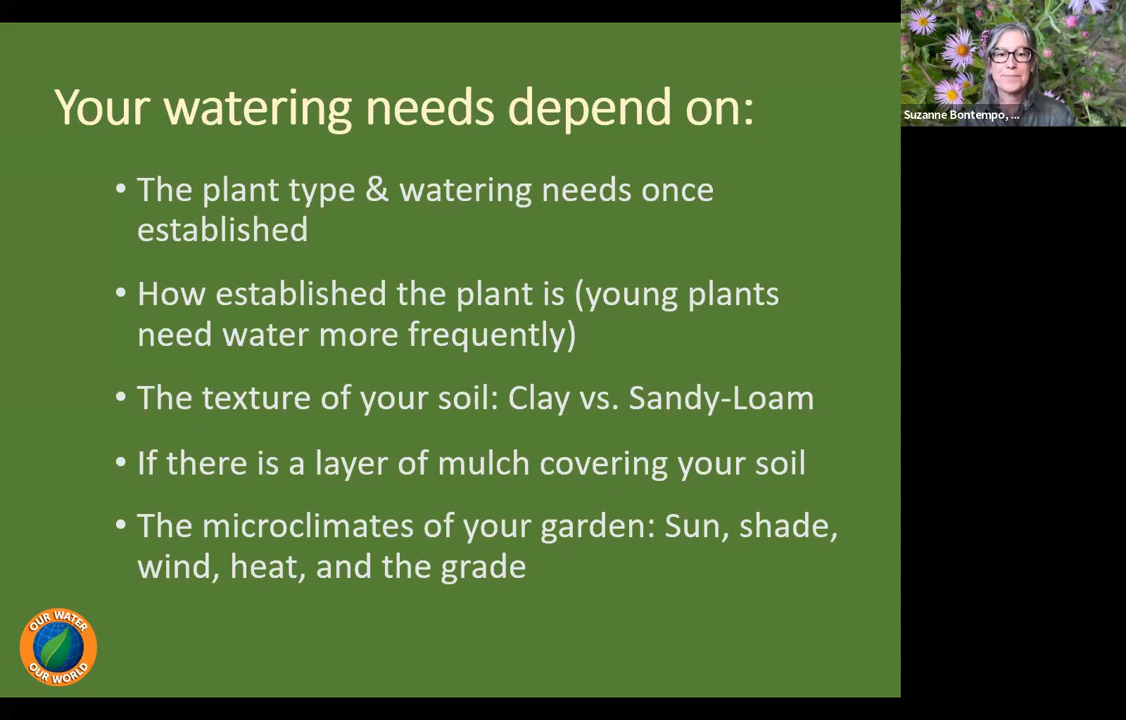 Your watering needs depend on:
• The plant type & watering needs once
established
• How established the plant is (young plants
need water more frequently)
• The texture of your soil: Clay vs. Sandy-Loam
• If there is a layer of mulch covering your soil
• The microclimates of your garden: Sun, shade,
wind, heat, and the grade
OUR WATER
OUR WORLD
Suzanne Bontempo, ...